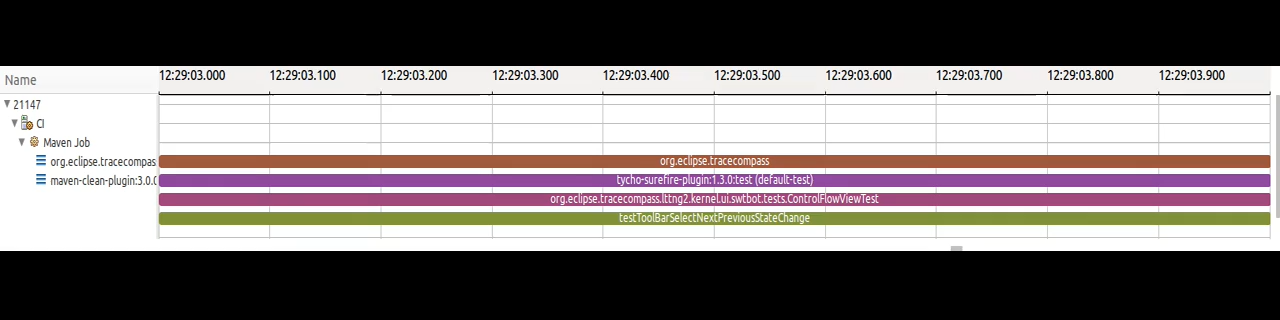 Name 12:29:03.000 12:29:03.100 12:29:03.200 12:29:03.300 12:29:03.400 12:29:03.500 12:29:03.600 12:29:03.700 12:29:03.800 12:29:03.900
21147
CI
Maven Job
org.eclipse.tracecompas org.eclipse.tracecompass
maven-clean-plugin:3.0.0 tycho-surefire-plugin:1.3.0:test (default-test)
org.eclipse.tracecompass.lttng2.kernel.ui.swtbot.tests.ControlFlowViewTest
testToolBarSelectNextPreviousStateChange